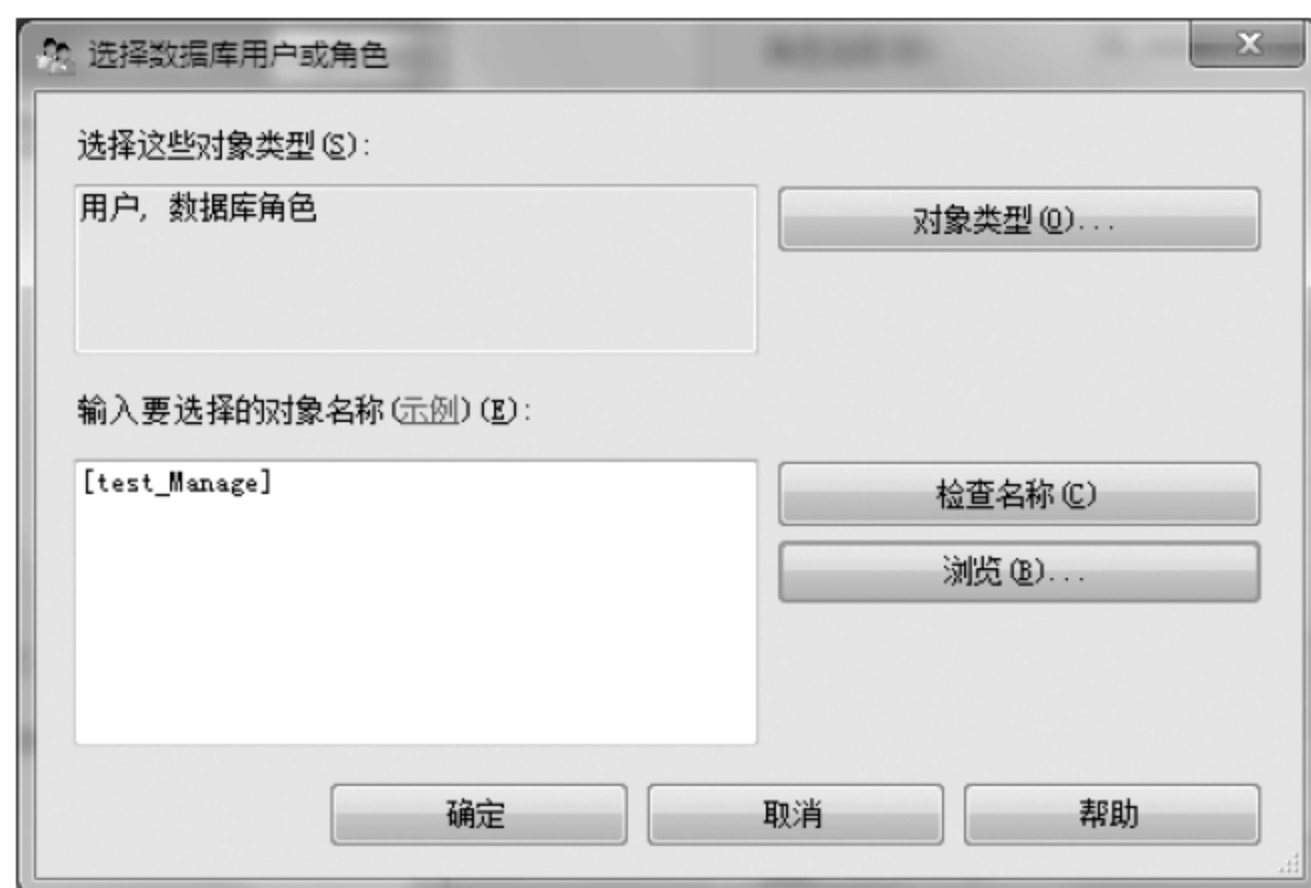 选择数据库用户或角色
选择这些对象类型(S):
用户, 数据库角色
对象类型(O)...
输入要选择的对象名称(示例)(E):
[test_Manage]
检查名称(C)
浏览(B)...
确定
取消
帮助